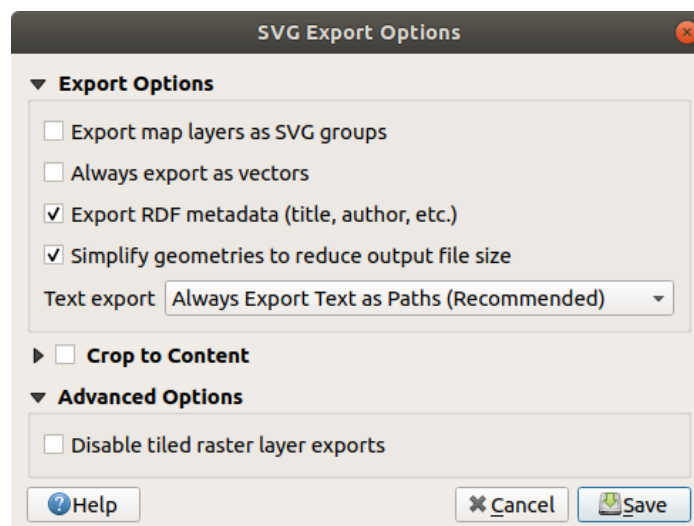 SVG Export Options
Export Options
Export map layers as SVG groups
Always export as vectors
Export RDF metadata (title, author, etc.)
Simplify geometries to reduce output file size
Text export Always Export Text as Paths (Recommended)
Crop to Content
Advanced Options
Disable tiled raster layer exports
Help Cancel Save